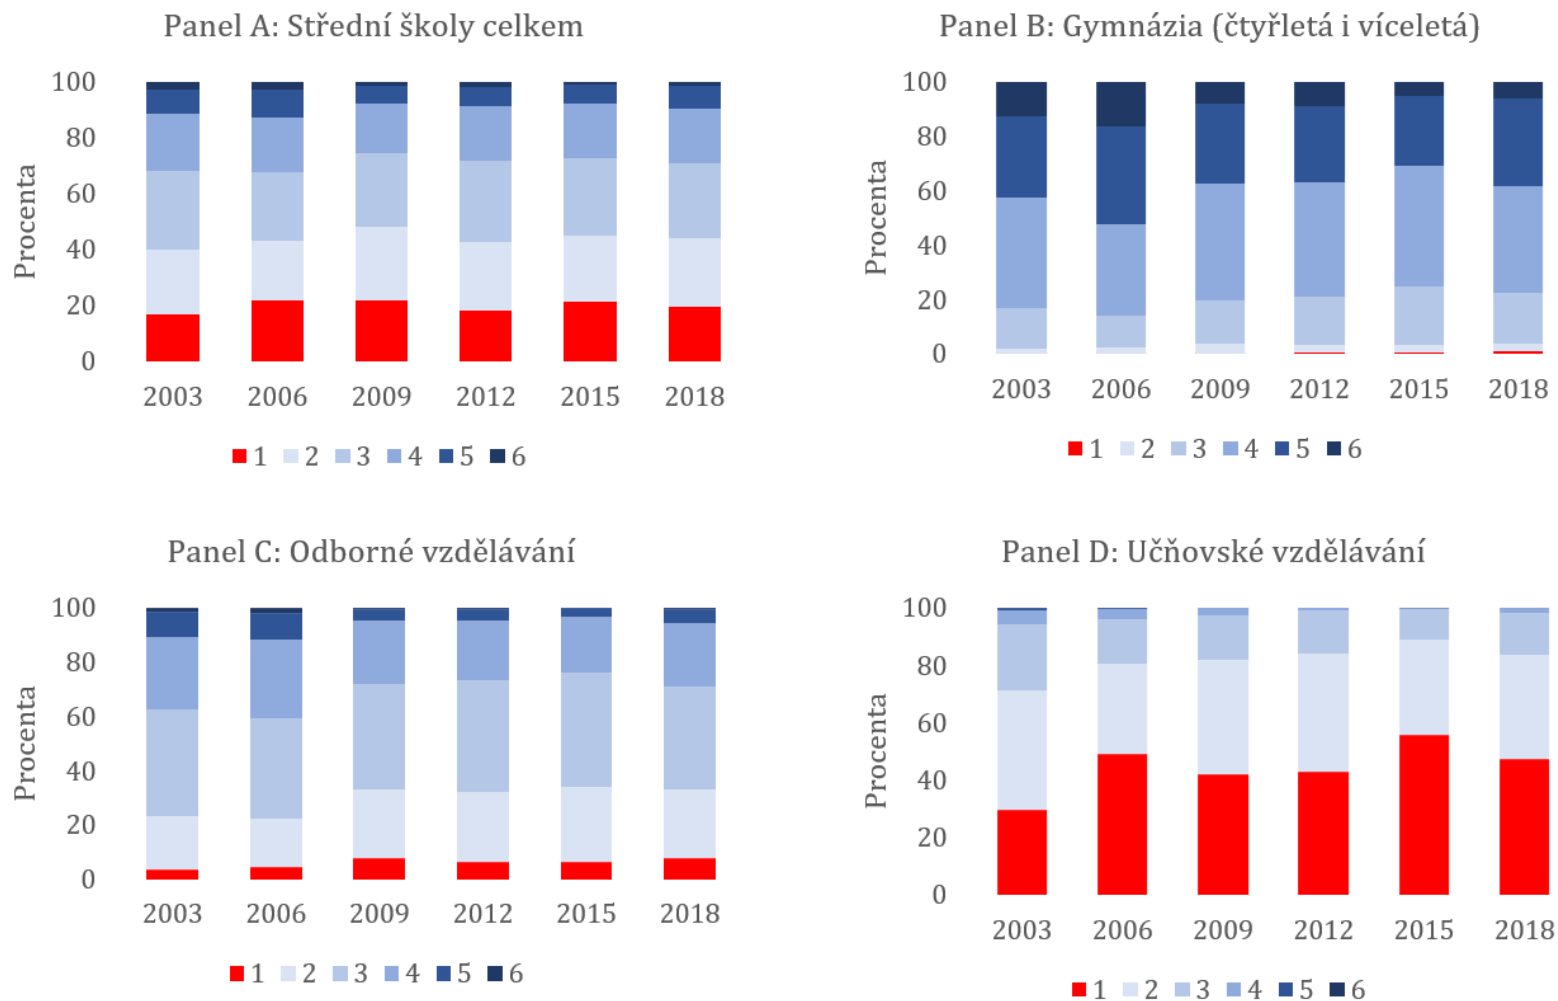 Panel A: Střední školy celkem
Procenta
100
80
60
40
20
0
2003 2006 2009 2012 2015 2018
1 2 3 4 5 6
Panel B: Gymnázia (čtyřletá i víceletá)
Procenta
100
80
60
40
20
0
2003 2006 2009 2012 2015 2018
1 2 3 4 5 6
Panel C: Odborné vzdělávání
Procenta
100
80
60
40
20
0
2003 2006 2009 2012 2015 2018
1 2 3 4 5 6
Panel D: Učňovské vzdělávání
Procenta
100
80
60
40
20
0
2003 2006 2009 2012 2015 2018
1 2 3 4 5 6